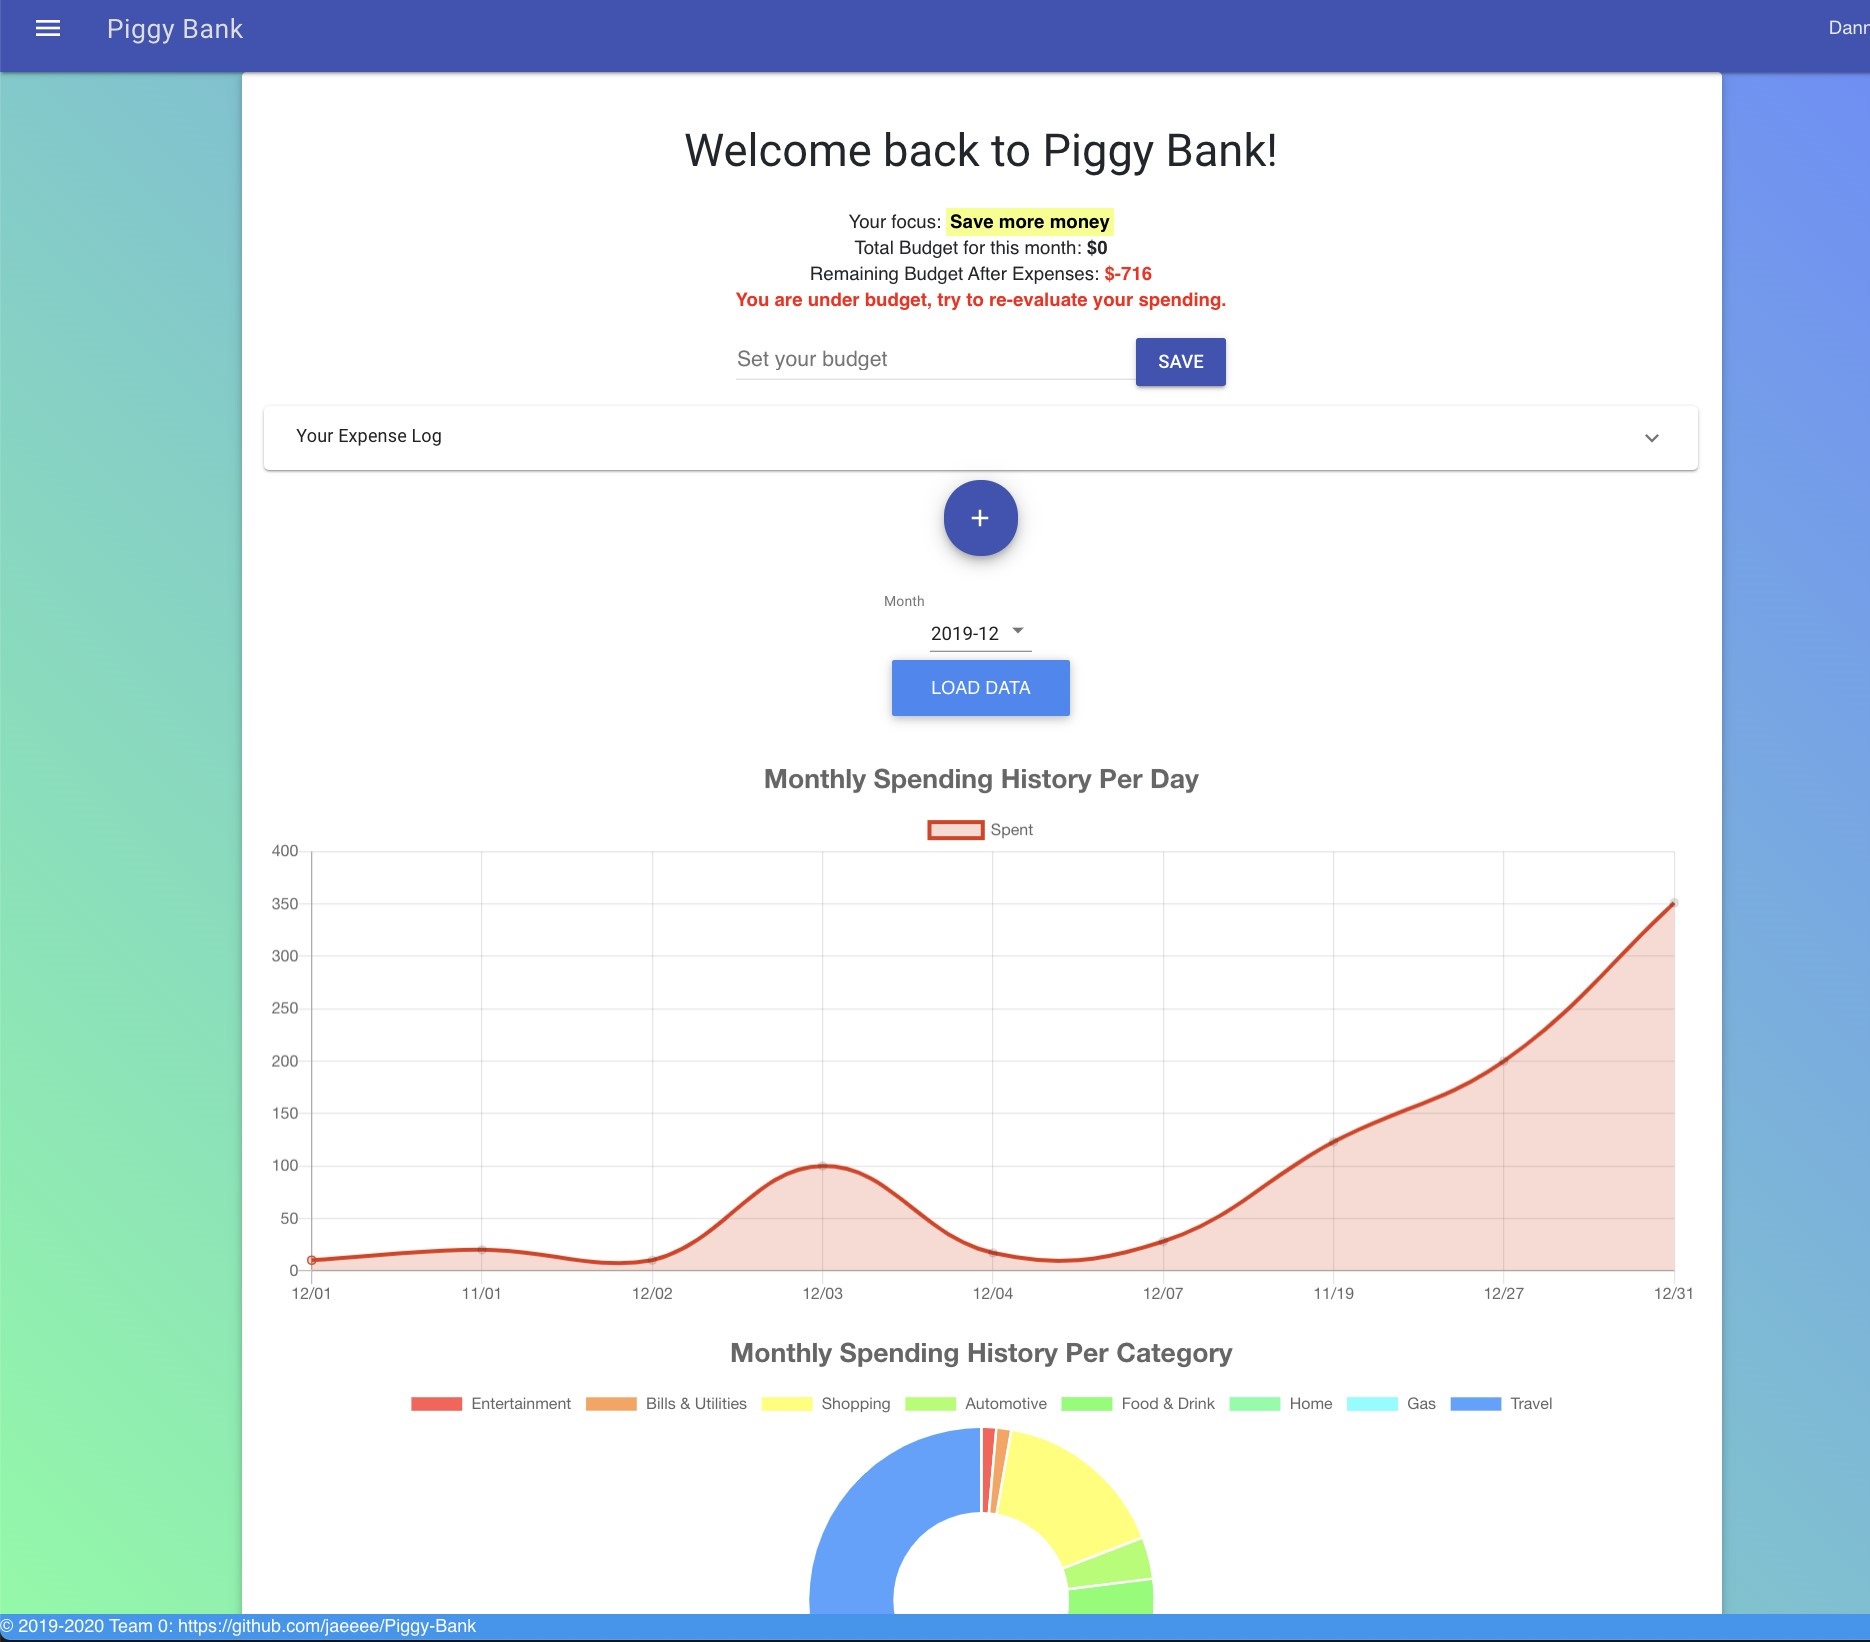 Piggy Bank
Welcome back to Piggy Bank!
Your focus: Save more money
Total Budget for this month: $0
Remaining Budget After Expenses: $-716
You are under budget, try to re-evaluate your spending.
Set your budget
SAVE
Your Expense Log
+
Month
2019-12
LOAD DATA
Monthly Spending History Per Day
Spent
400
350
300
250
200
150
100
50
0
12/01 11/01 12/02 12/03 12/04 12/07 11/19 12/27 12/31
Monthly Spending History Per Category
Entertainment Bills & Utilities Shopping Automotive Food & Drink Home Gas Travel
© 2019-2020 Team 0: https://github.com/jaeeee/Piggy-Bank